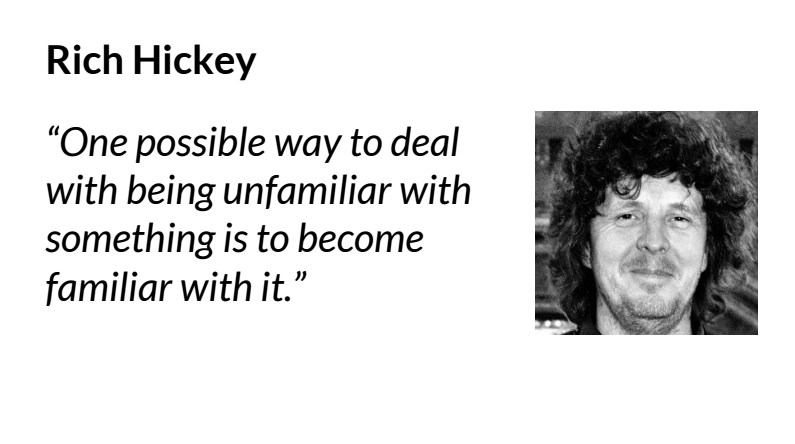 Rich Hickey
“One possible way to deal
with being unfamiliar with
something is to become
familiar with it.”